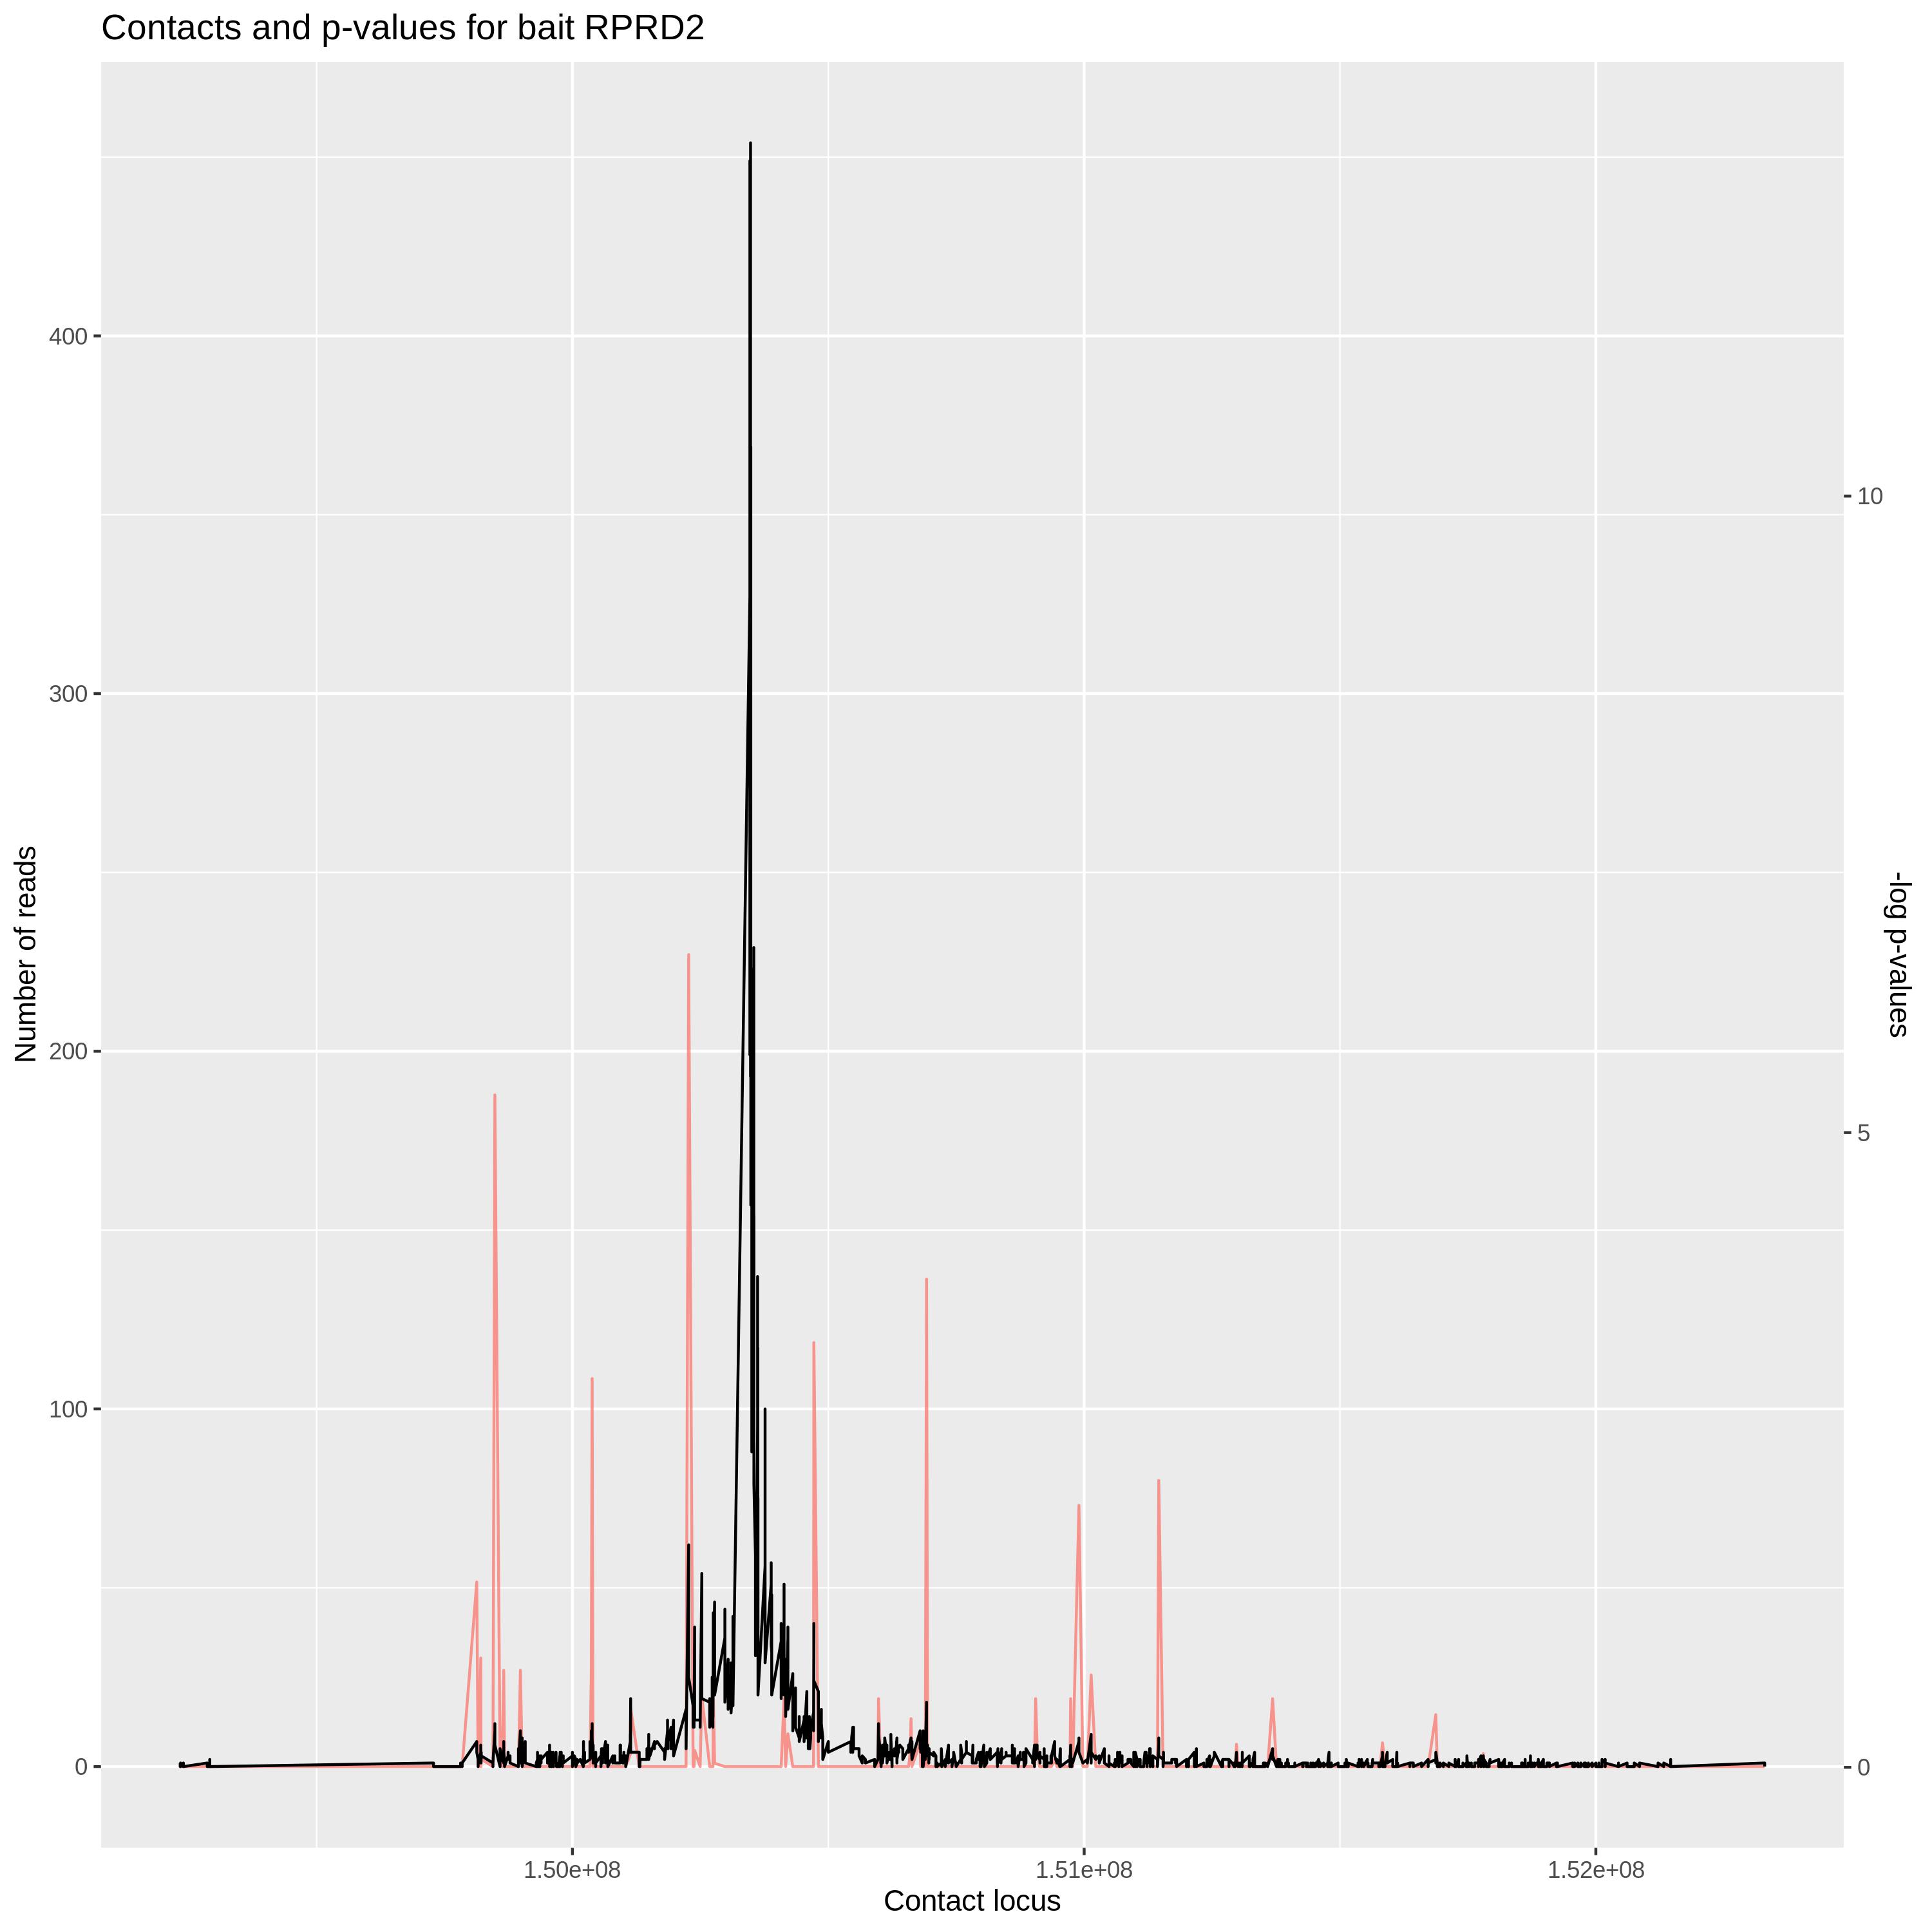 Contacts and p-values for bait RPRD2
Number of reads
400
300
200
100
0
10
5
0
-log p-values
1.50e+08
1.51e+08
1.52e+08
Contact locus